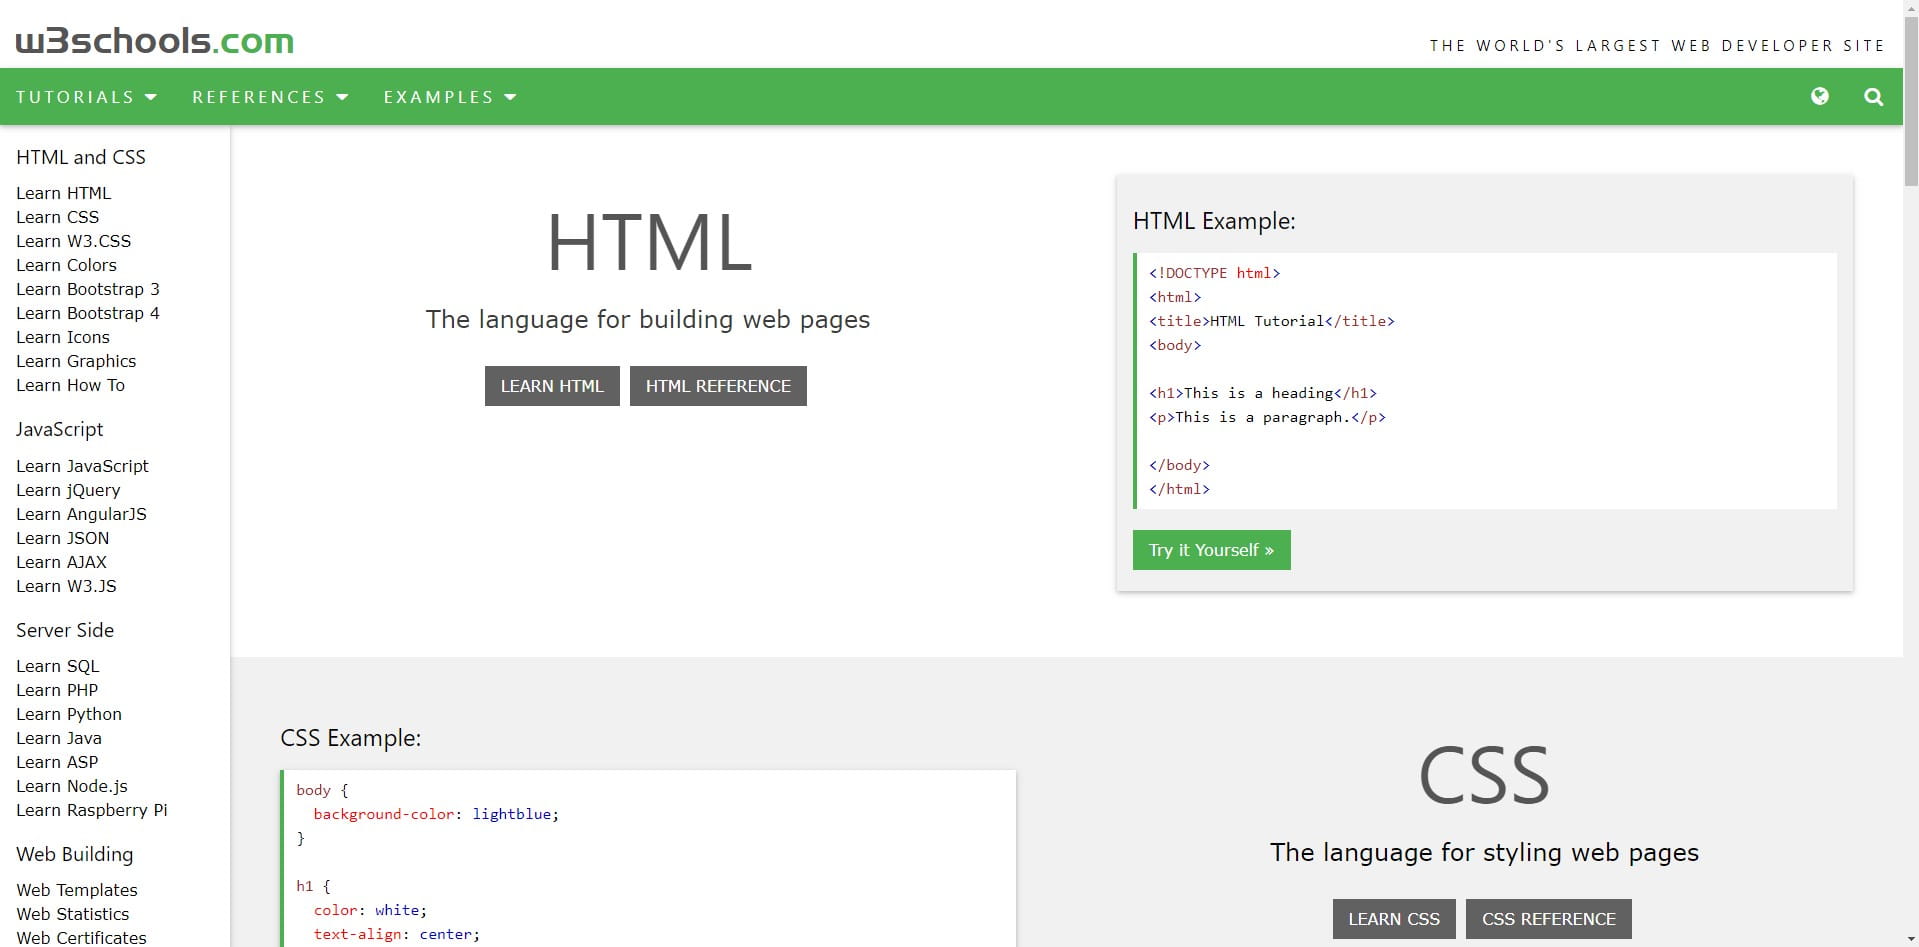 w3schools.com
THE WORLD'S LARGEST WEB DEVELOPER SITE
TUTORIALS REFERENCES EXAMPLES
HTML and CSS
Learn HTML
Learn CSS
Learn W3.CSS
Learn Colors
Learn Bootstrap 3
Learn Bootstrap 4
Learn Icons
Learn Graphics
Learn How To
JavaScript
Learn JavaScript
Learn jQuery
Learn AngularJS
Learn JSON
Learn AJAX
Learn W3.JS
Server Side
Learn SQL
Learn PHP
Learn Python
Learn Java
Learn ASP
Learn Node.js
Learn Raspberry Pi
Web Building
Web Templates
Web Statistics
Web Certificates
HTML
The language for building web pages
LEARN HTML HTML REFERENCE
HTML Example:
<!DOCTYPE html>
<html>
<title>HTML Tutorial</title>
<body>
<h1>This is a heading</h1>
<p>This is a paragraph.</p>
</body>
</html>
Try it Yourself »
CSS Example:
body {
  background-color: lightblue;
}
h1 {
  color: white;
  text-align: center;
CSS
The language for styling web pages
LEARN CSS CSS REFERENCE